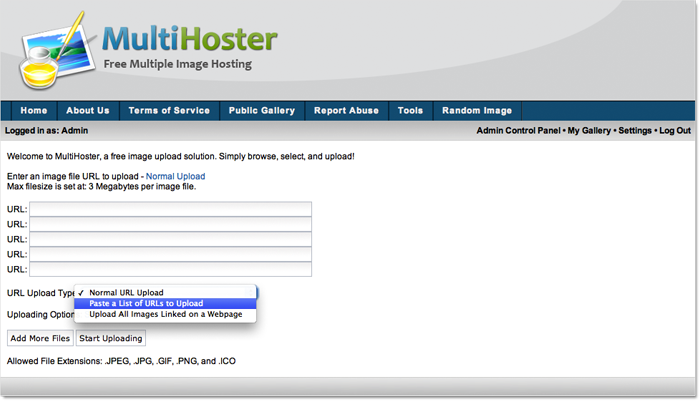 MultiHoster
Free Multiple Image Hosting
Home About Us Terms of Service Public Gallery Report Abuse Tools Random Image
Logged in as: Admin Admin Control Panel • My Gallery • Settings • Log Out
Welcome to MultiHoster, a free image upload solution. Simply browse, select, and upload!
Enter an image file URL to upload - Normal Upload
Max filesize is set at: 3 Megabytes per image file.
URL:
URL:
URL:
URL:
URL:
URL Upload Type ✓ Normal URL Upload
Paste a List of URLs to Upload
Uploading Option Upload All Images Linked on a Webpage
Add More Files Start Uploading
Allowed File Extensions: .JPEG, .JPG, .GIF, .PNG, and .ICO